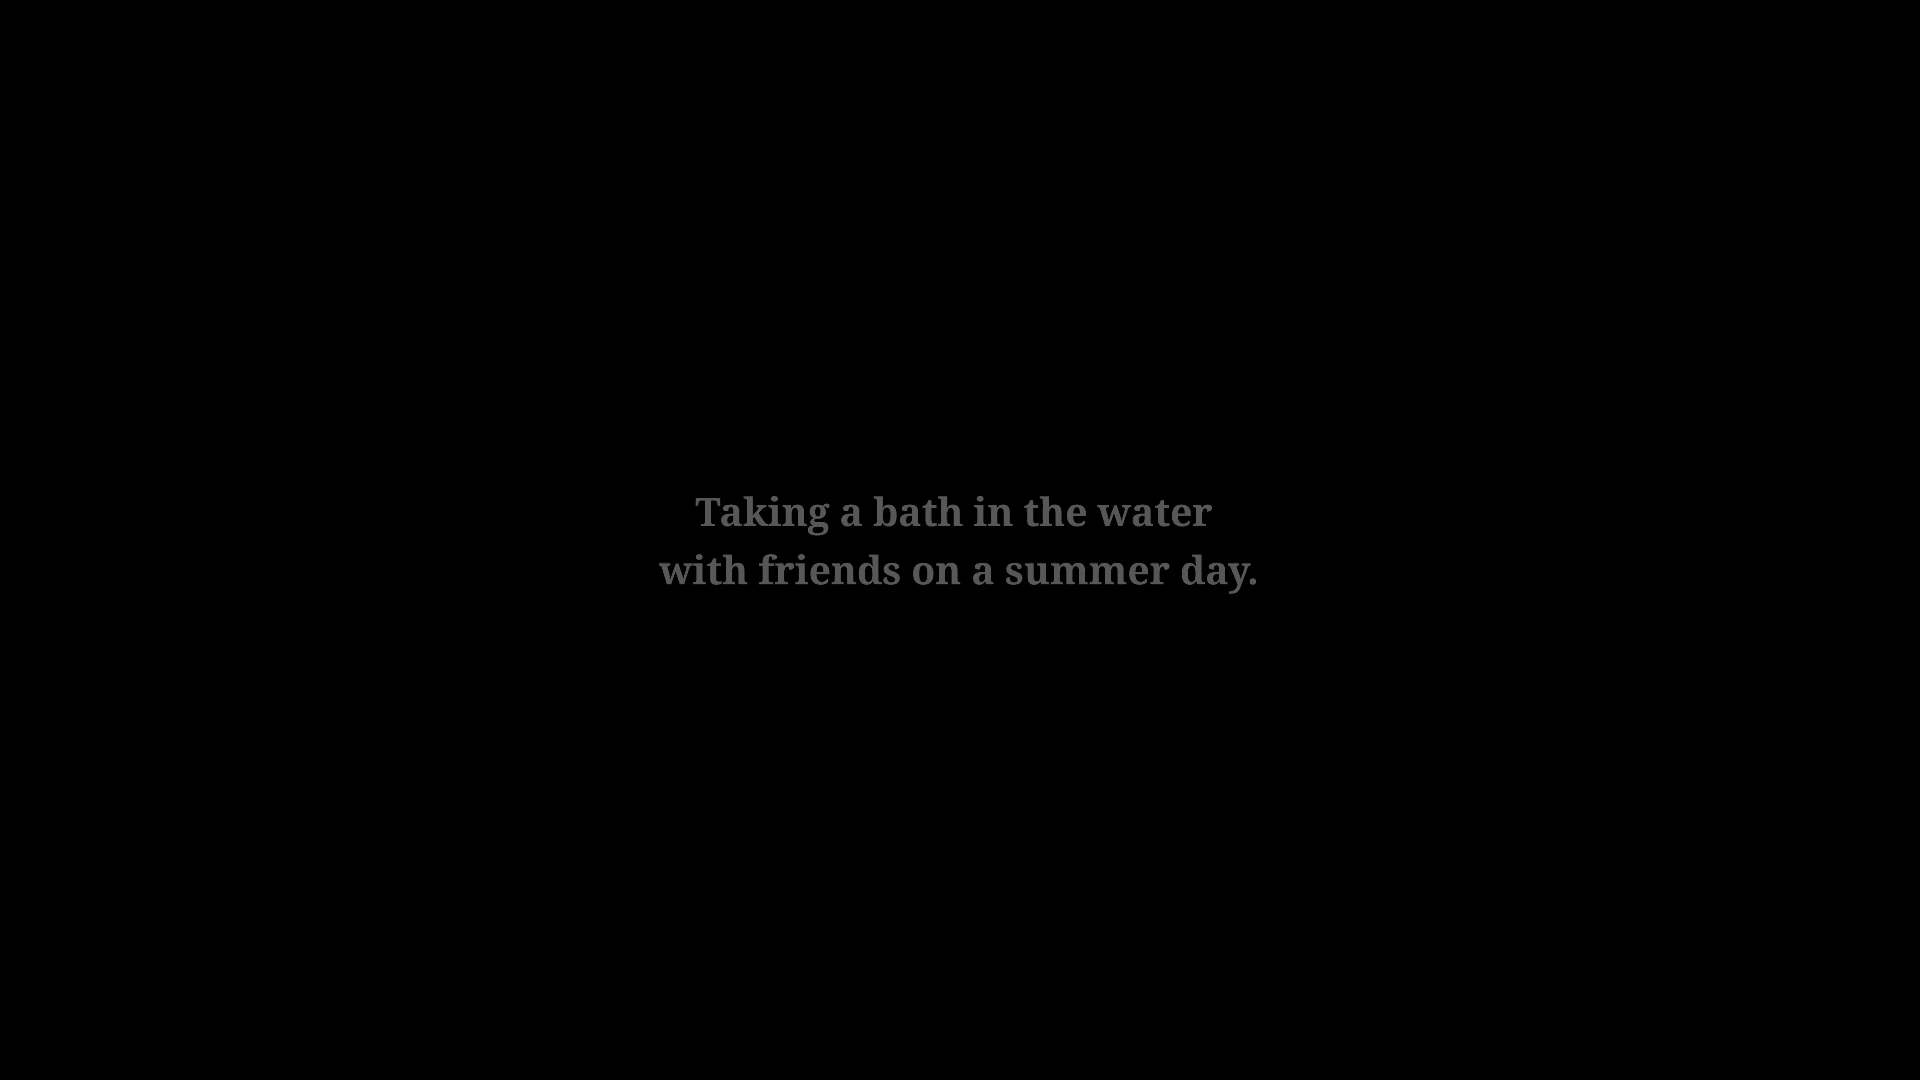 Taking a bath in the water
with friends on a summer day.